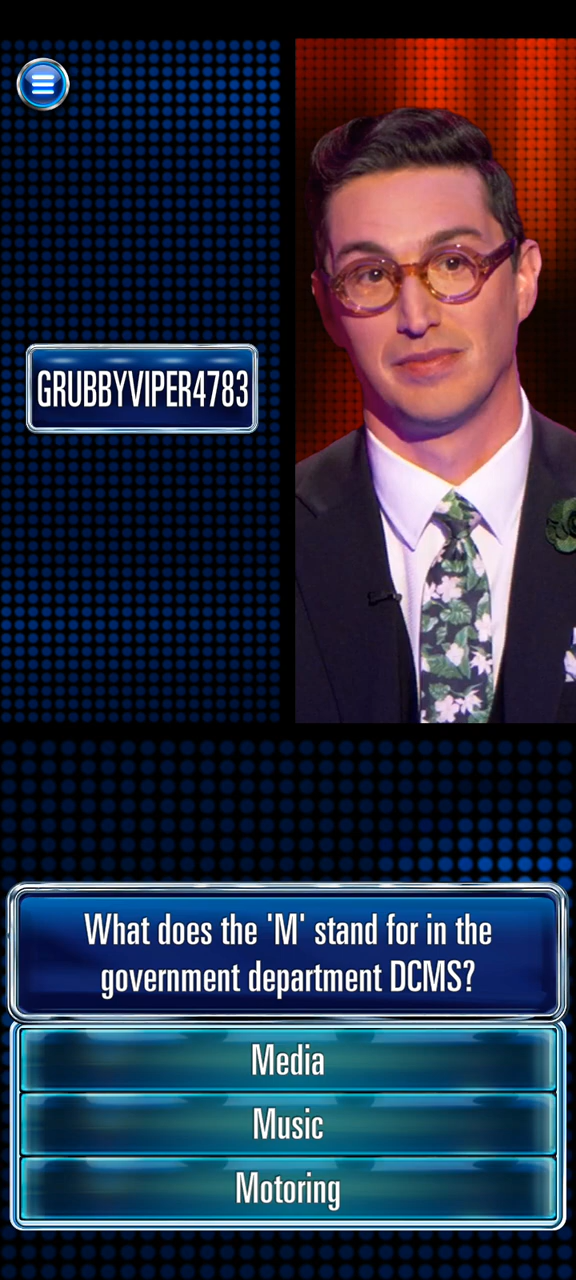 GRUBBYVIPER4783
What does the 'M' stand for in the
government department DCMS?
Media
Music
Motoring